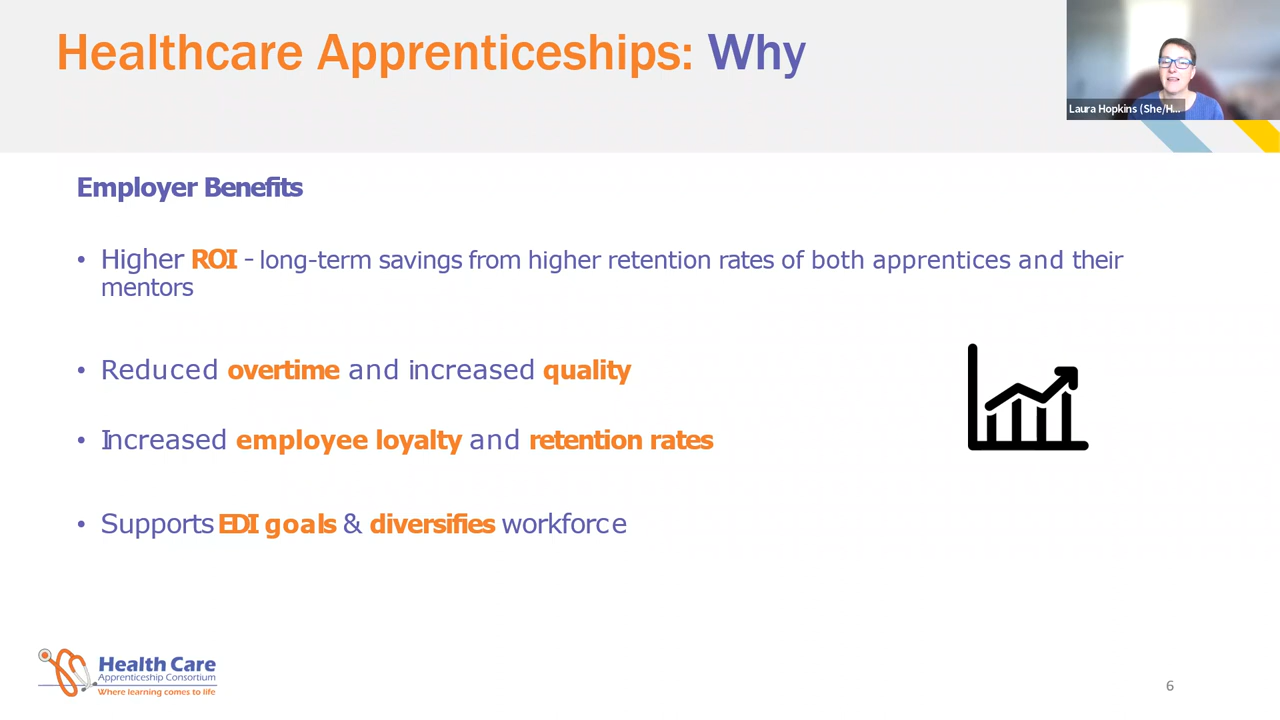 Healthcare Apprenticeships: Why
Laura Hopkins (She/H...
Employer Benefits
• Higher ROI - long-term savings from higher retention rates of both apprentices and their
mentors
• Reduced overtime and increased quality
• Increased employee loyalty and retention rates
• Supports EDI goals & diversifies workforce
Health Care
Apprenticeship Consortium
Where learning comes to life
6